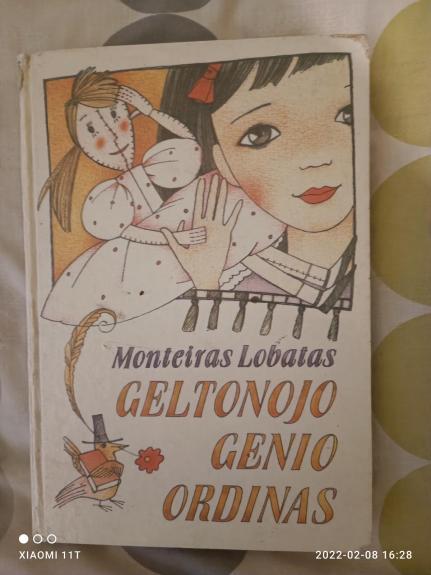 Monteiras Lobatas
GELTONOJO
GENIO
ORDINAS
XIAOMI 11T
2022-02-08 16:28